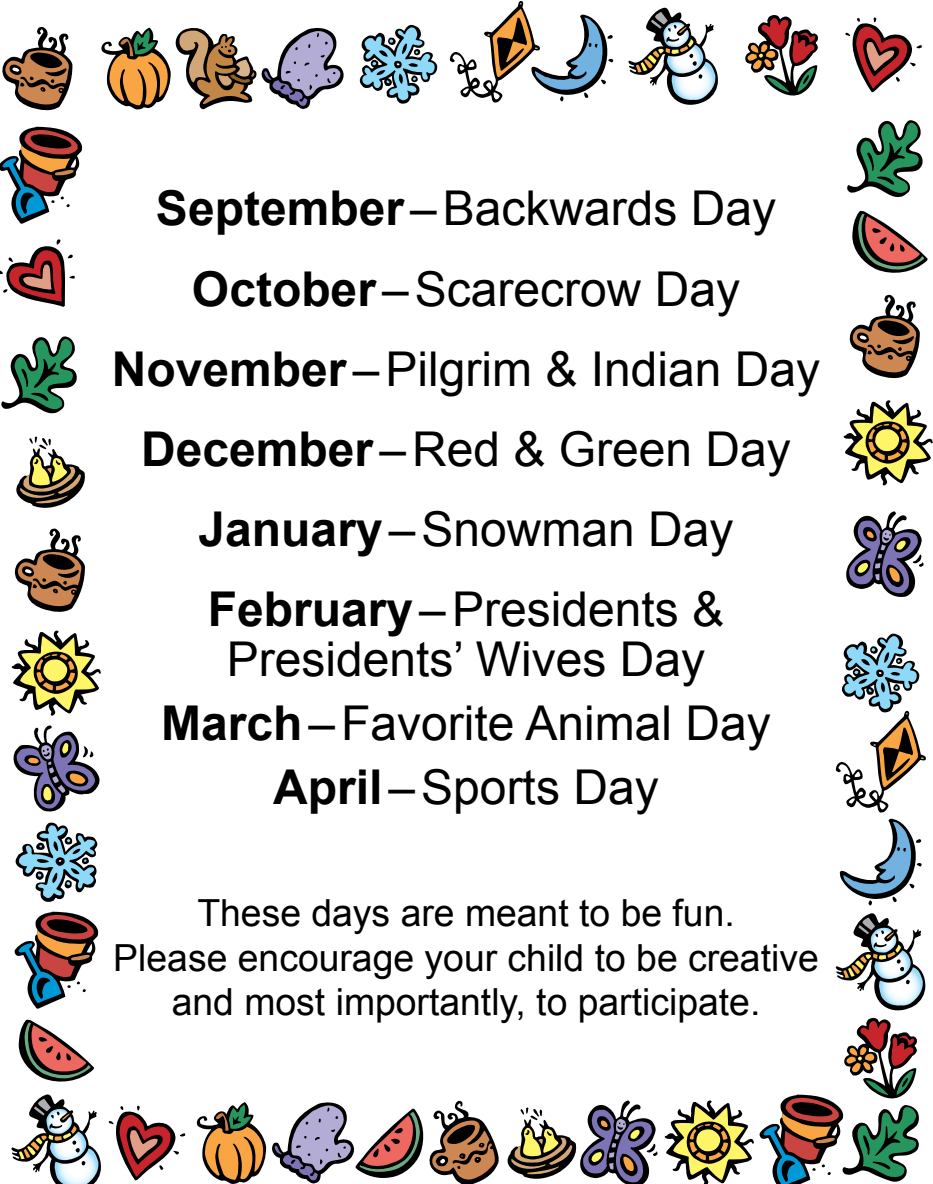 September – Backwards Day
October – Scarecrow Day
November – Pilgrim & Indian Day
December – Red & Green Day
January – Snowman Day
February – Presidents &
Presidents’ Wives Day
March – Favorite Animal Day
April – Sports Day
These days are meant to be fun.
Please encourage your child to be creative
and most importantly, to participate.